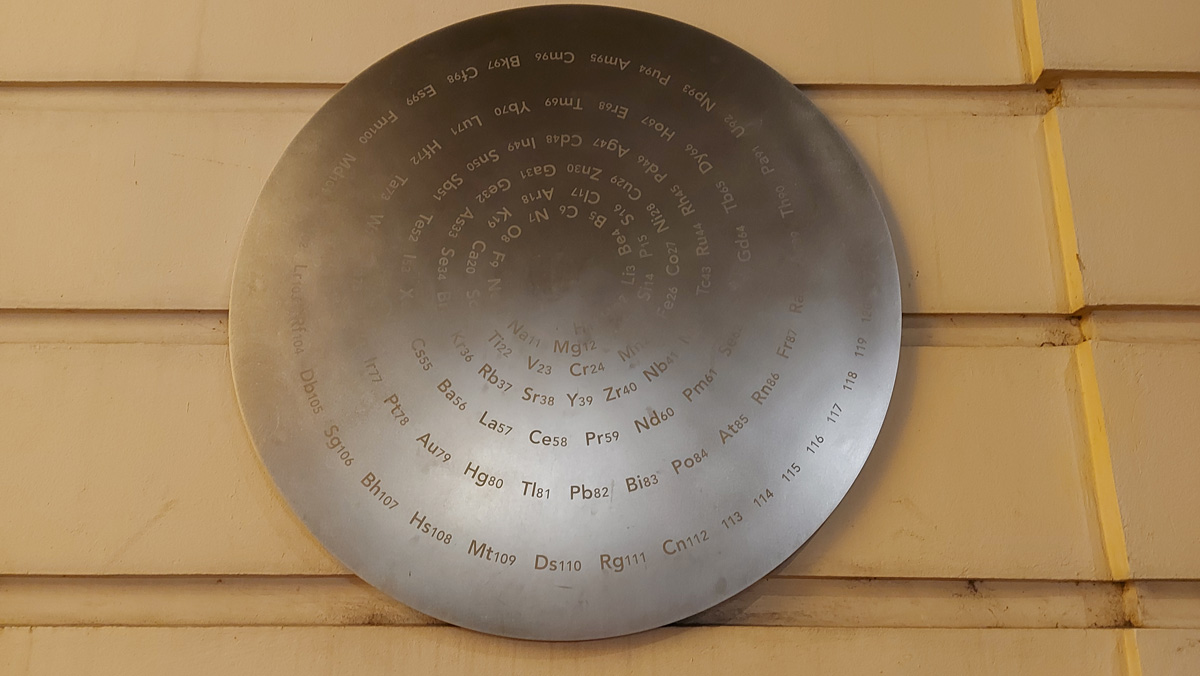 Li3 Be4 B5 C6 N7 O8 F9
Na11 Mg12 Si14 P15 S16 Cl17 Ar18 K19 Ca20
Ti22 V23 Cr24 Fe26 Co27 Ni28 Cu29 Zn30 Ga31 Ge32 As33 Se34
Kr36 Rb37 Sr38 Y39 Zr40 Nb41 Tc43 Ru44 Rh45 Pd46 Ag47 Cd48 In49 Sn50 Sb51 Te52
Cs55 Ba56 La57 Ce58 Pr59 Nd60 Pm61 Gd64 Tb65 Dy66 Ho67 Er68 Tm69 Yb70 Lu71 Hf72 Ta73 W
Ir77 Pt78 Au79 Hg80 Tl81 Pb82 Bi83 Po84 At85 Rn86 Fr87 Th90 Pa91 U92 Np93 Pu94 Am95 Cm96 Bk97 Cf98 Es99 Fm100 Md101
Lr103 Rf104 Db105 Sg106 Bh107 Hs108 Mt109 Ds110 Rg111 Cn112 113 114 115 116 117 118 119